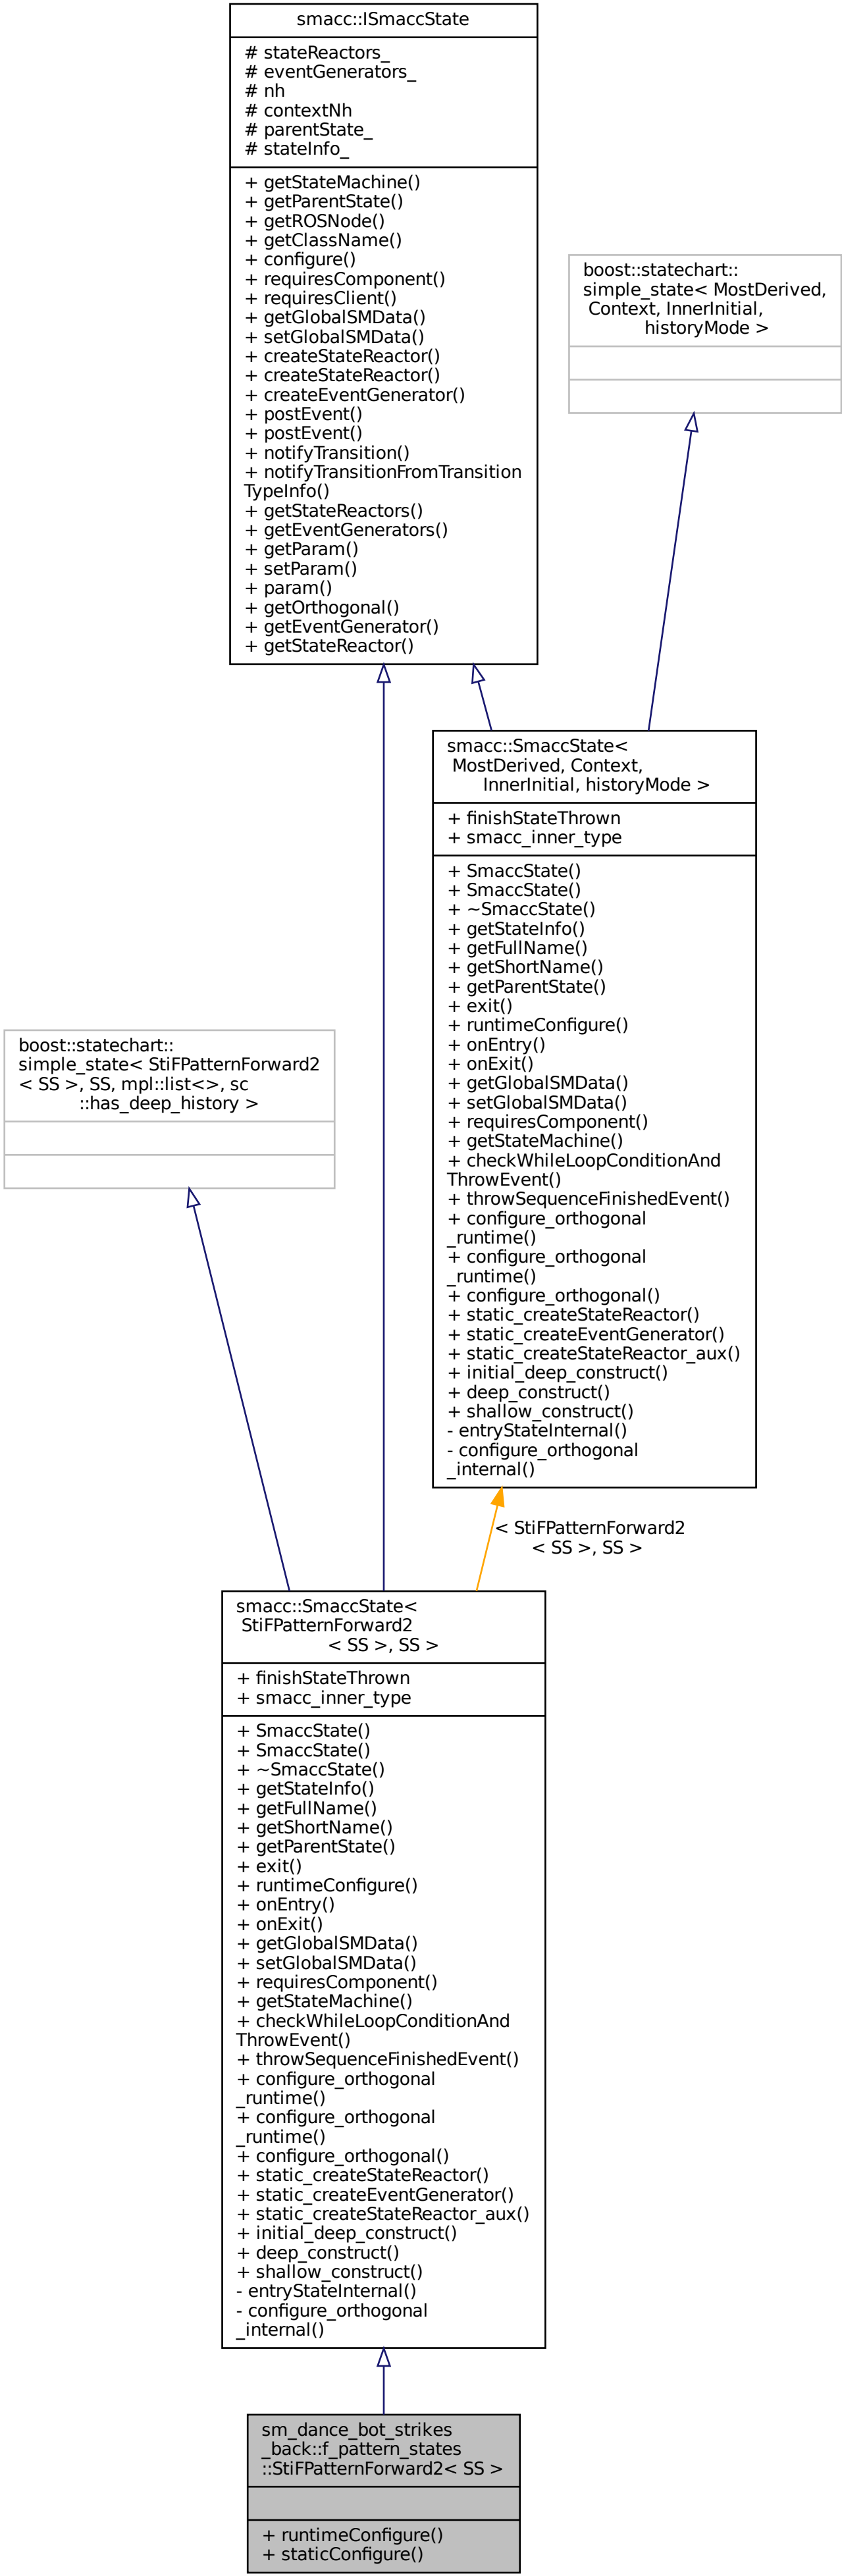 smacc::ISmaccState
# stateReactors_
# eventGenerators_
# nh
# contextNh
# parentState_
# stateInfo_
+ getStateMachine()
+ getParentState()
+ getROSNode()
+ getClassName()
+ configure()
+ requiresComponent()
+ requiresClient()
+ getGlobalSMData()
+ setGlobalSMData()
+ createStateReactor()
+ createStateReactor()
+ createEventGenerator()
+ postEvent()
+ postEvent()
+ notifyTransition()
+ notifyTransitionFromTransition
TypeInfo()
+ getStateReactors()
+ getEventGenerators()
+ getParam()
+ setParam()
+ param()
+ getOrthogonal()
+ getEventGenerator()
+ getStateReactor()
boost::statechart::
simple_state< MostDerived,
Context, InnerInitial,
historyMode >
smacc::SmaccState<
MostDerived, Context,
InnerInitial, historyMode >
+ finishStateThrown
+ smacc_inner_type
+ SmaccState()
+ SmaccState()
+ ~SmaccState()
+ getStateInfo()
+ getFullName()
+ getShortName()
+ getParentState()
+ exit()
+ runtimeConfigure()
+ onEntry()
+ onExit()
+ getGlobalSMData()
+ setGlobalSMData()
+ requiresComponent()
+ getStateMachine()
+ checkWhileLoopConditionAnd
ThrowEvent()
+ throwSequenceFinishedEvent()
+ configure_orthogonal
_runtime()
+ configure_orthogonal
_runtime()
+ configure_orthogonal()
+ static_createStateReactor()
+ static_createEventGenerator()
+ static_createStateReactor_aux()
+ initial_deep_construct()
+ deep_construct()
+ shallow_construct()
- entryStateInternal()
- configure_orthogonal
_internal()
boost::statechart::
simple_state< StiFPatternForward2
< SS >, SS, mpl::list<>, sc
::has_deep_history >
< StiFPatternForward2
< SS >, SS >
smacc::SmaccState<
StiFPatternForward2
< SS >, SS >
+ finishStateThrown
+ smacc_inner_type
+ SmaccState()
+ SmaccState()
+ ~SmaccState()
+ getStateInfo()
+ getFullName()
+ getShortName()
+ getParentState()
+ exit()
+ runtimeConfigure()
+ onEntry()
+ onExit()
+ getGlobalSMData()
+ setGlobalSMData()
+ requiresComponent()
+ getStateMachine()
+ checkWhileLoopConditionAnd
ThrowEvent()
+ throwSequenceFinishedEvent()
+ configure_orthogonal
_runtime()
+ configure_orthogonal
_runtime()
+ configure_orthogonal()
+ static_createStateReactor()
+ static_createEventGenerator()
+ static_createStateReactor_aux()
+ initial_deep_construct()
+ deep_construct()
+ shallow_construct()
- entryStateInternal()
- configure_orthogonal
_internal()
sm_dance_bot_strikes
_back::f_pattern_states
::StiFPatternForward2< SS >
+ runtimeConfigure()
+ staticConfigure()